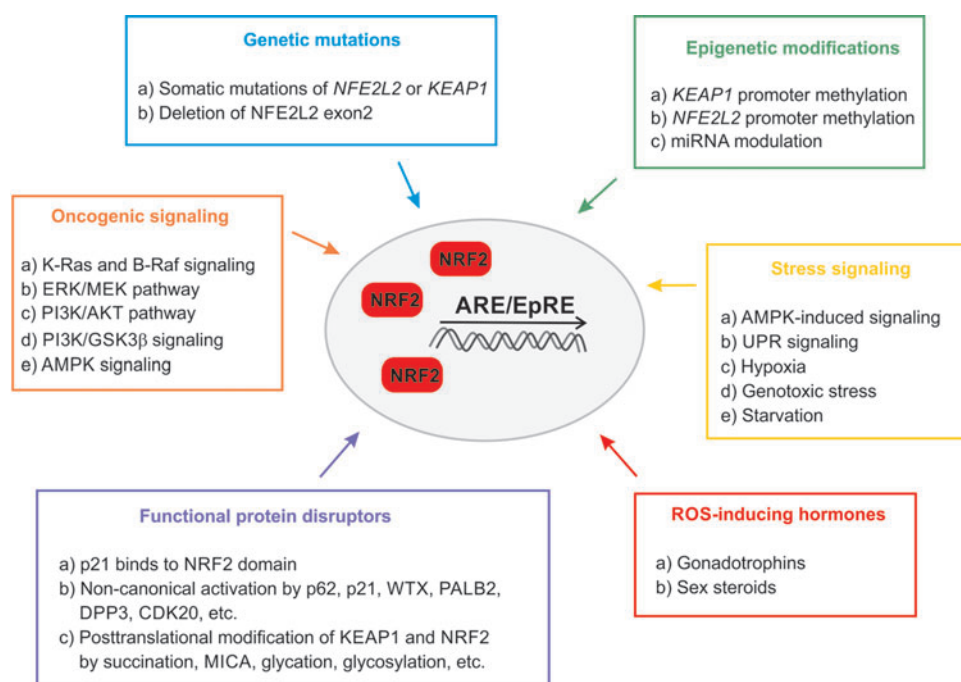 Genetic mutations
a) Somatic mutations of NFE2L2 or KEAP1
b) Deletion of NFE2L2 exon2
Epigenetic modifications
a) KEAP1 promoter methylation
b) NFE2L2 promoter methylation
c) miRNA modulation
Oncogenic signaling
a) K-Ras and B-Raf signaling
b) ERK/MEK pathway
c) PI3K/AKT pathway
d) PI3K/GSK3β signaling
e) AMPK signaling
NRF2
NRF2
NRF2
ARE/EpRE
Stress signaling
a) AMPK-induced signaling
b) UPR signaling
c) Hypoxia
d) Genotoxic stress
e) Starvation
Functional protein disruptors
a) p21 binds to NRF2 domain
b) Non-canonical activation by p62, p21, WTX, PALB2,
DPP3, CDK20, etc.
c) Posttranslational modification of KEAP1 and NRF2
by succination, MICA, glycation, glycosylation, etc.
ROS-inducing hormones
a) Gonadotrophins
b) Sex steroids